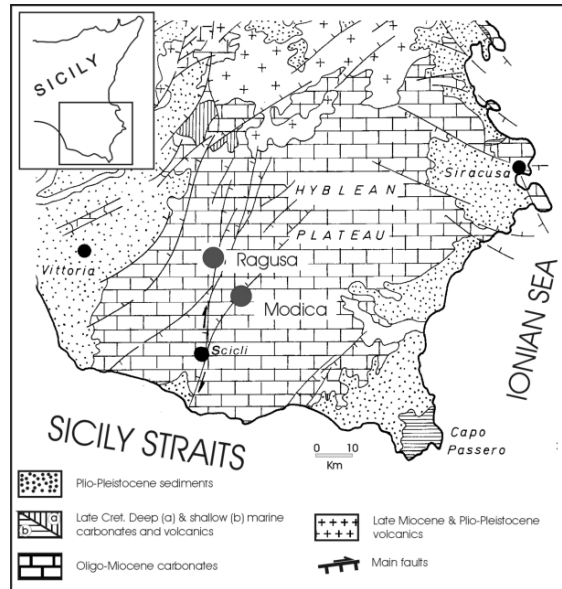 SICILY
HYBLEAN
PLATEAU
Siracusa
Vittoria
Ragusa
Modica
Scicli
IONIAN SEA
SICILY STRAITS
0 10
Km
Capo
Passero
Plio-Pleistocene sediments
a
b
Late Cret. Deep (a) & shallow (b) marine
carbonates and volcanics
Oligo-Miocene carbonates
Late Miocene & Plio-Pleistocene
volcanics
Main faults